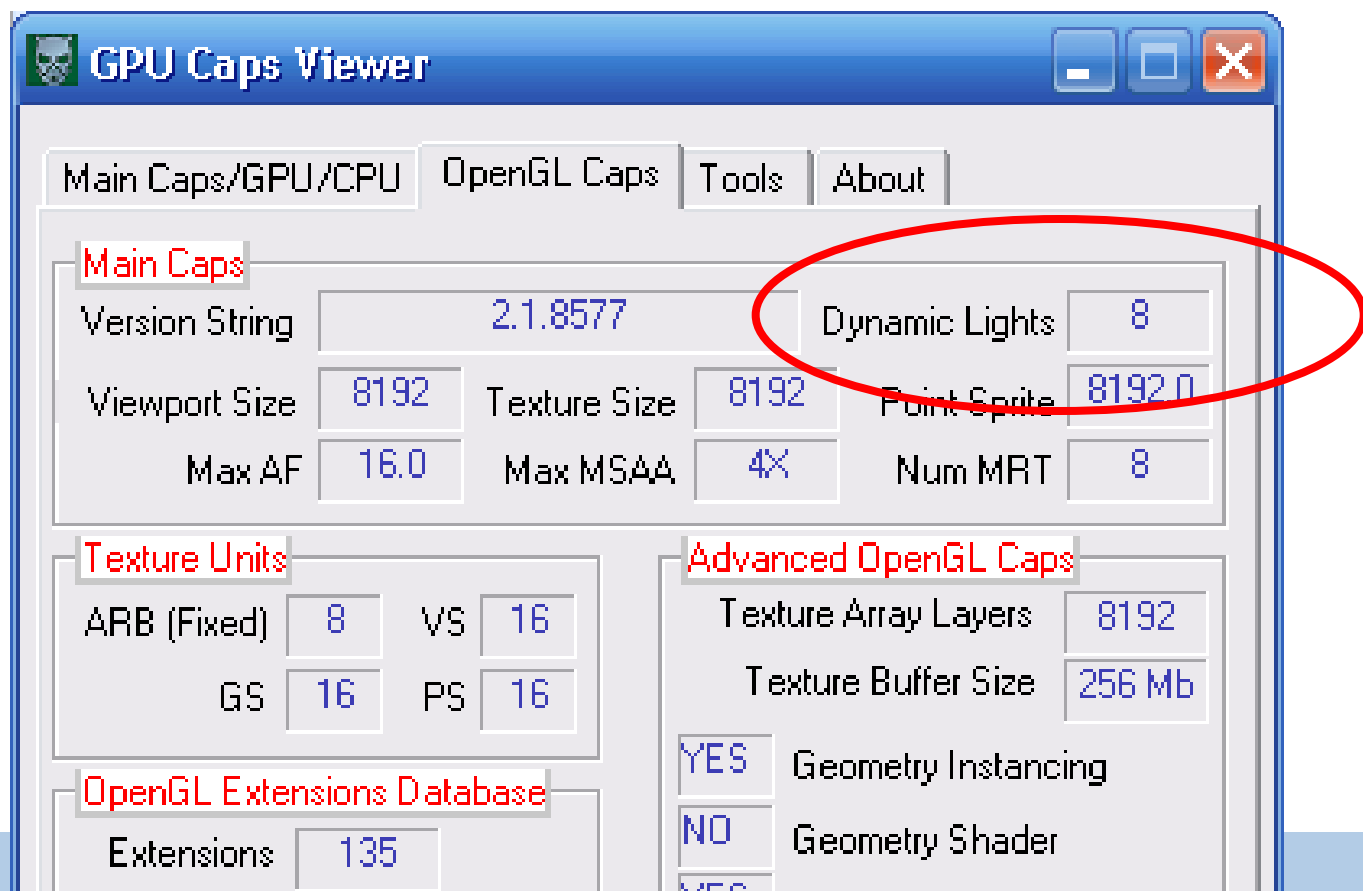 GPU Caps Viewer
Main Caps/GPU/CPU OpenGL Caps Tools About
Main Caps
Version String 2.1.8577 Dynamic Lights 8
Viewport Size 8192 Texture Size 8192 Point Sprite 8192.0
Max AF 16.0 Max MSAA 4X Num MRT 8
Texture Units
ARB (Fixed) 8 VS 16
GS 16 PS 16
OpenGL Extensions Database
Extensions 135
Advanced OpenGL Caps
Texture Array Layers 8192
Texture Buffer Size 256 Mb
YES Geometry Instancing
NO Geometry Shader
YES